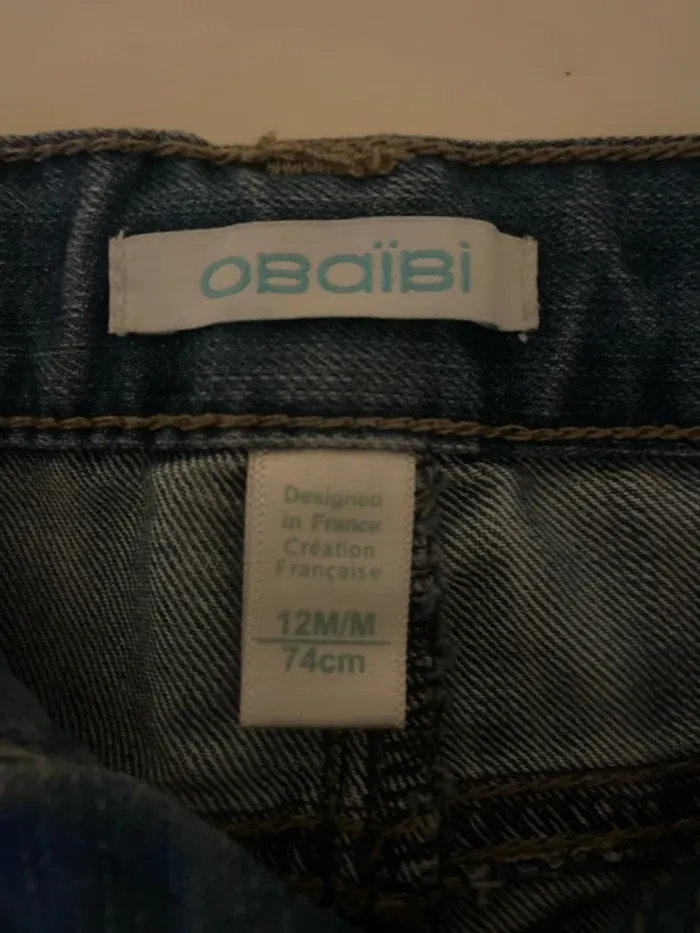 OBaïBi
Designed
in France
Création
Française
12M/M
74cm